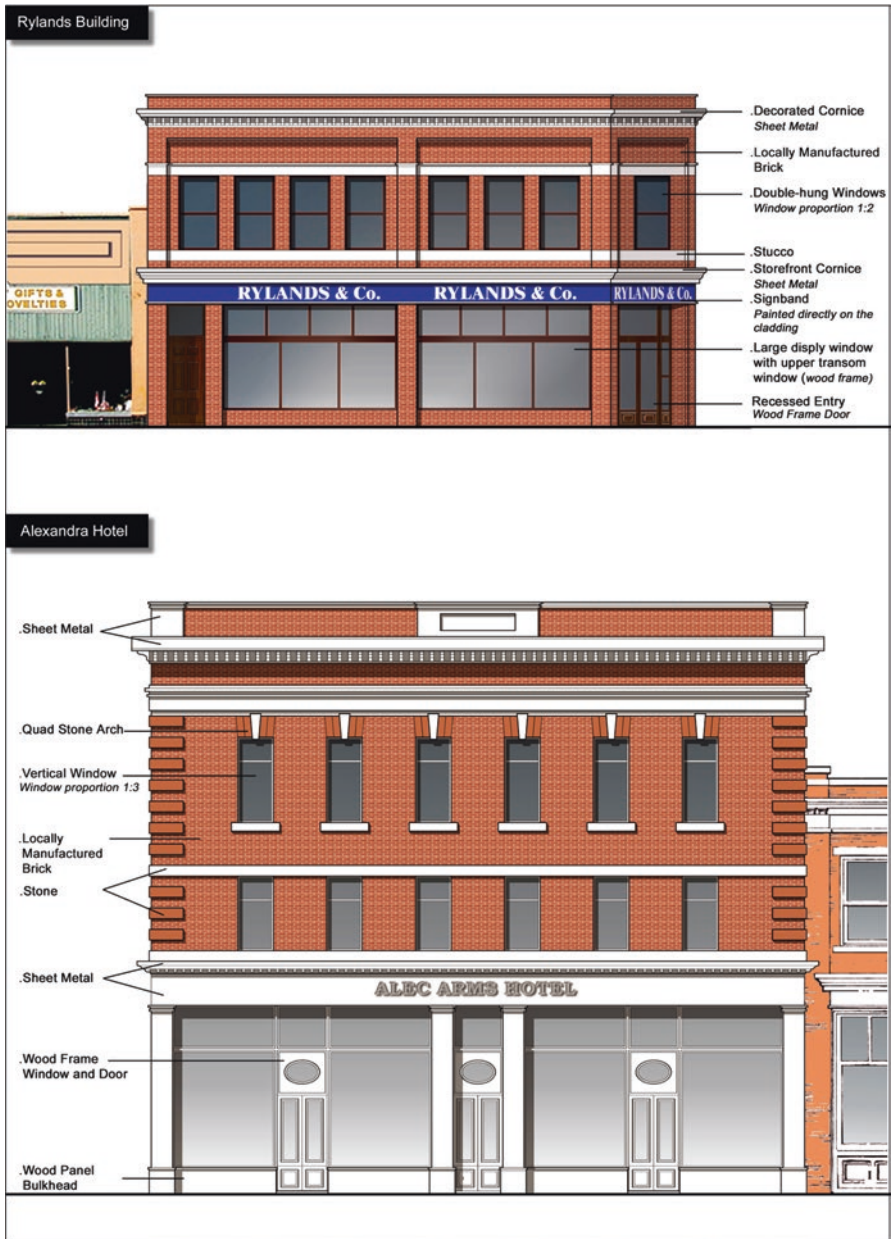 Rylands Building
.Decorated Cornice
Sheet Metal
.Locally Manufactured
Brick
.Double-hung Windows
Window proportion 1:2
.Stucco
.Storefront Cornice
Sheet Metal
.Signband
Painted directly on the
cladding
.Large disply window
with upper transom
window (wood frame)
Recessed Entry
Wood Frame Door
GIFTS &
OVELTIES
RYLANDS & Co.
RYLANDS & Co.
RYLANDS & Co.
Alexandra Hotel
.Sheet Metal
.Quad Stone Arch
.Vertical Window
Window proportion 1:3
.Locally
Manufactured
Brick
.Stone
.Sheet Metal
ALEC ARMS HOTEL
.Wood Frame
Window and Door
.Wood Panel
Bulkhead